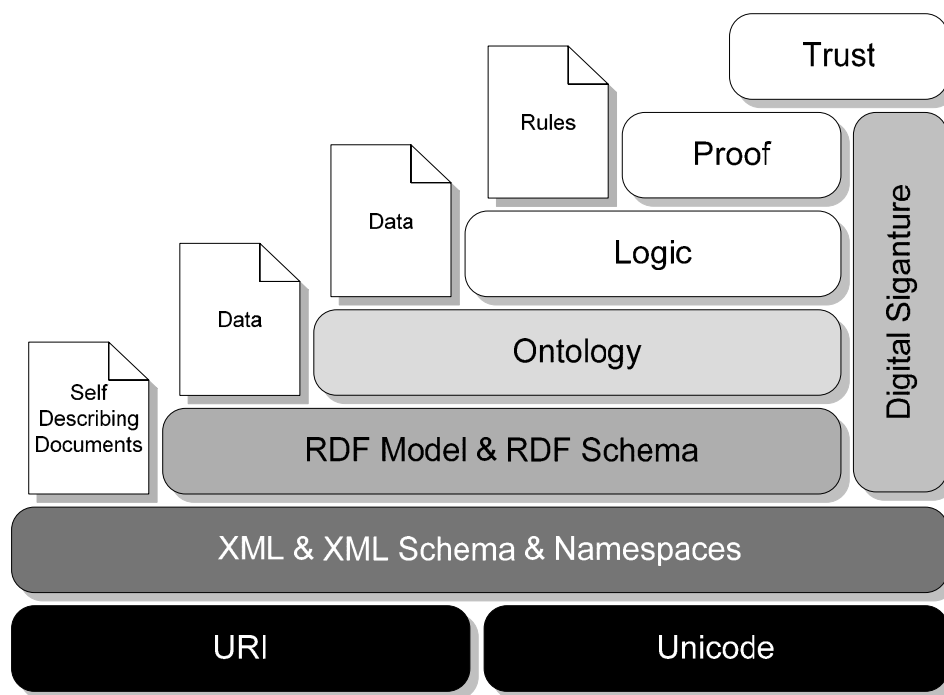 Trust
Rules
Proof
Data
Logic
Digital Siganture
Data
Ontology
Self
Describing
Documents
RDF Model & RDF Schema
XML & XML Schema & Namespaces
URI
Unicode